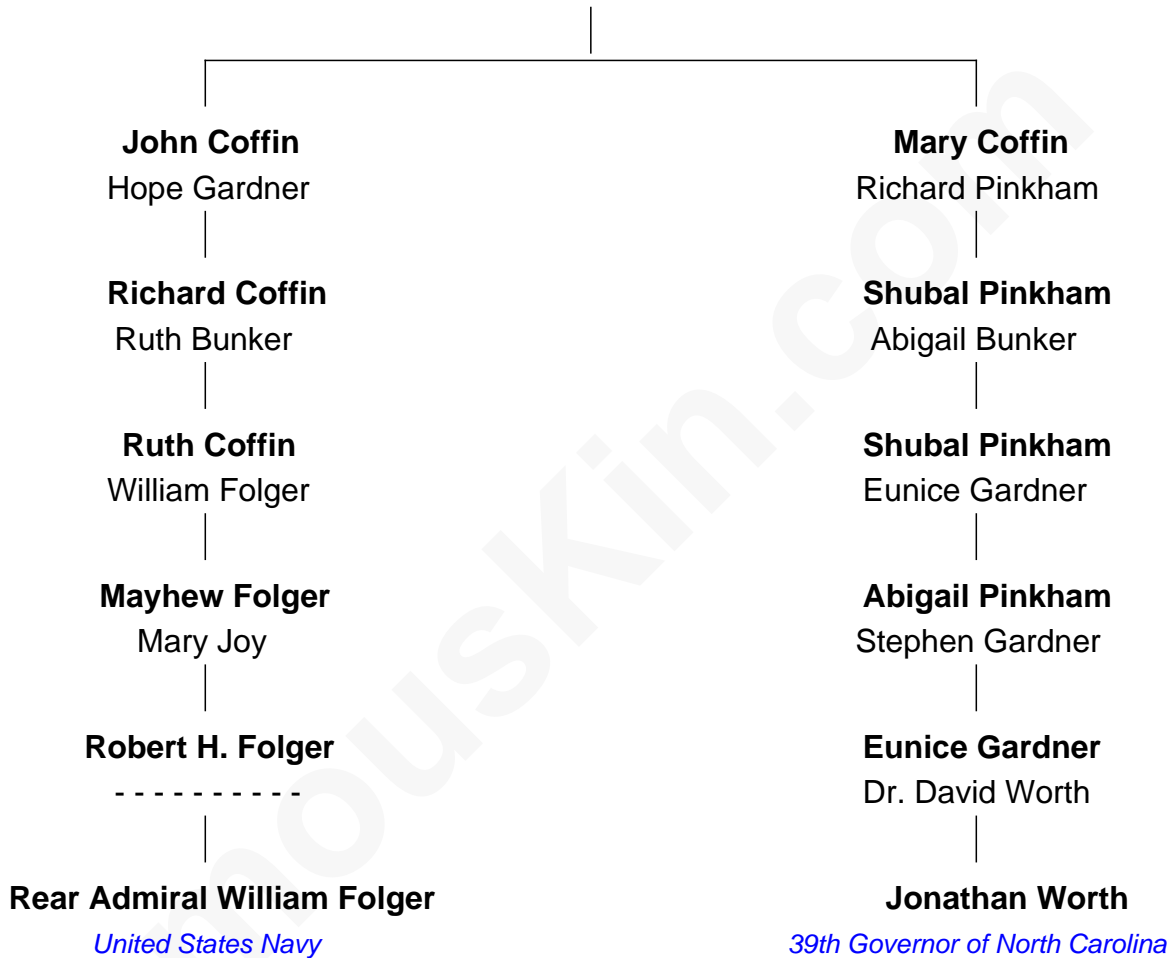 John Coffin
Hope Gardner
Mary Coffin
Richard Pinkham
Richard Coffin
Ruth Bunker
Shubal Pinkham
Abigail Bunker
Ruth Coffin
William Folger
Shubal Pinkham
Eunice Gardner
Mayhew Folger
Mary Joy
Abigail Pinkham
Stephen Gardner
Robert H. Folger
- - - - - - - - - -
Eunice Gardner
Dr. David Worth
Rear Admiral William Folger
United States Navy
Jonathan Worth
39th Governor of North Carolina
mouskin.com